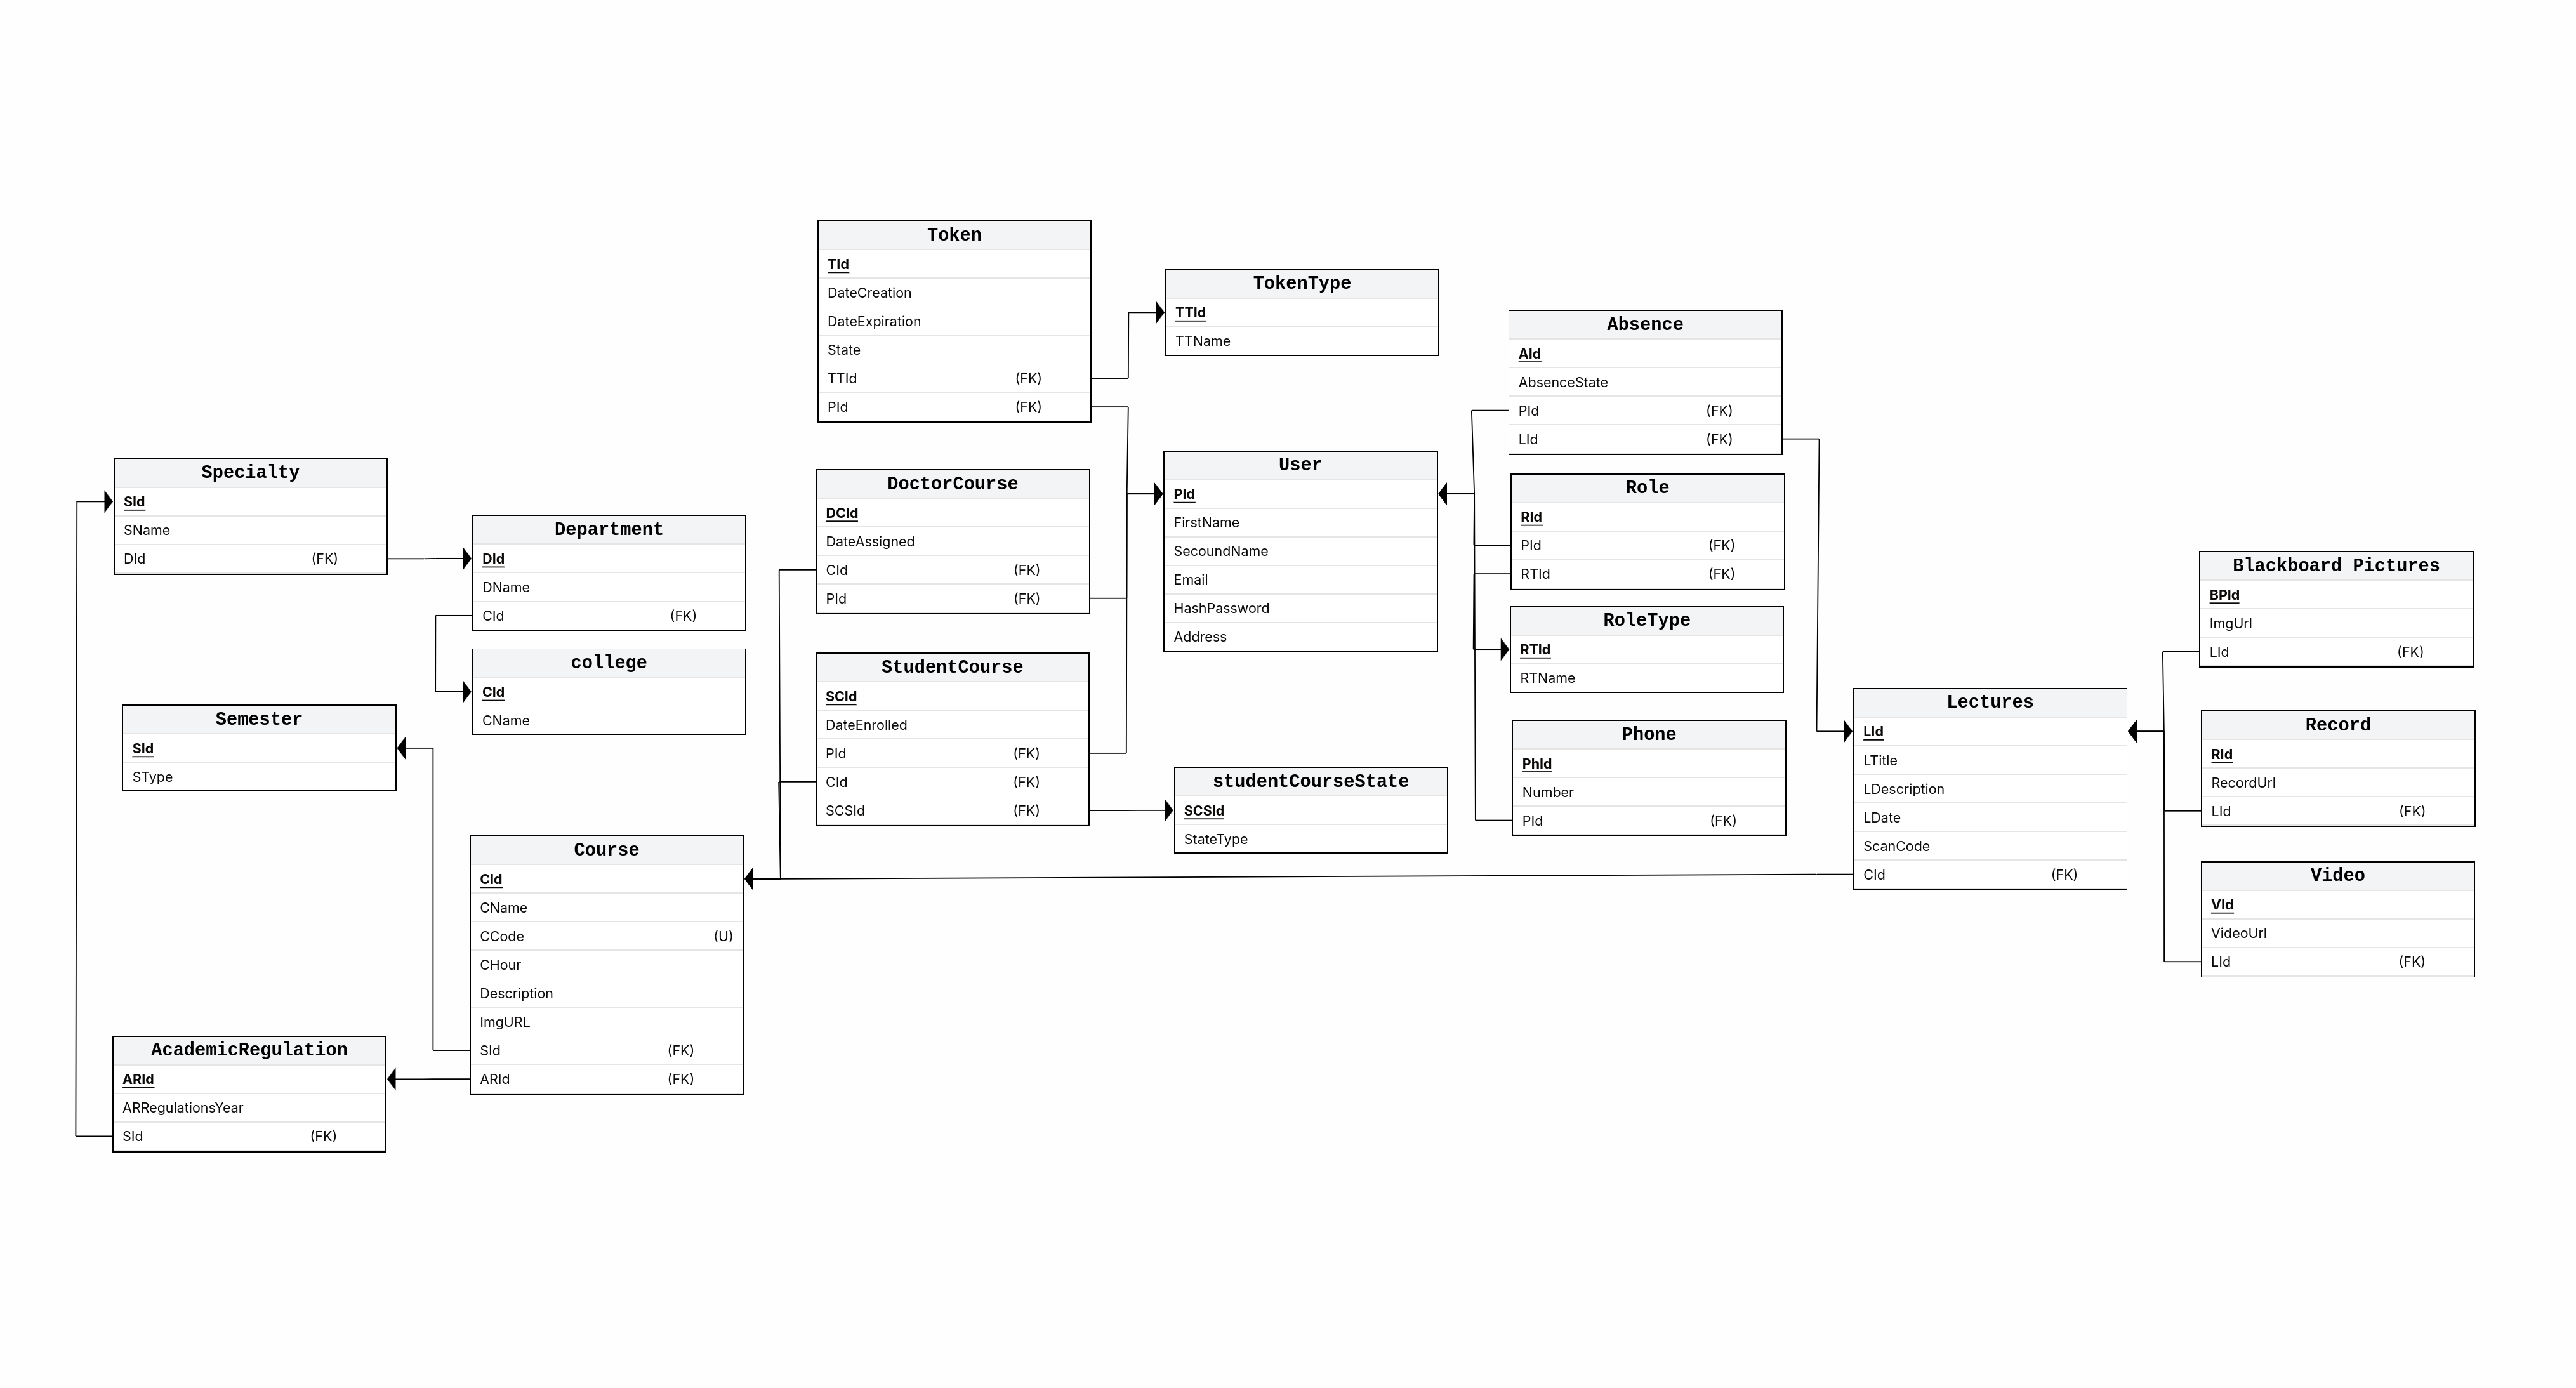 Token
TId
DateCreation
DateExpiration
State
TTId (FK)
PId (FK)
TokenType
TTId
TTName
Absence
AId
AbsenceState
PId (FK)
LId (FK)
Specialty
SId
SName
DId (FK)
Department
DId
DName
CId (FK)
college
CId
CName
DoctorCourse
DCId
DateAssigned
CId (FK)
PId (FK)
User
PId
FirstName
SecoundName
Email
HashPassword
Address
Role
RId
PId (FK)
RTId (FK)
RoleType
RTId
RTName
Blackboard Pictures
BPId
ImgUrl
LId (FK)
Semester
SId
SType
StudentCourse
SCId
DateEnrolled
PId (FK)
CId (FK)
SCSId (FK)
studentCourseState
SCSId
StateType
Phone
PhId
Number
PId (FK)
Lectures
LId
LTitle
LDescription
LDate
ScanCode
CId (FK)
Record
RId
RecordUrl
LId (FK)
Video
VId
VideoUrl
LId (FK)
Course
CId
CName
CCode (U)
CHour
Description
ImgURL
SId (FK)
ARId (FK)
AcademicRegulation
ARId
ARRegulationsYear
SId (FK)